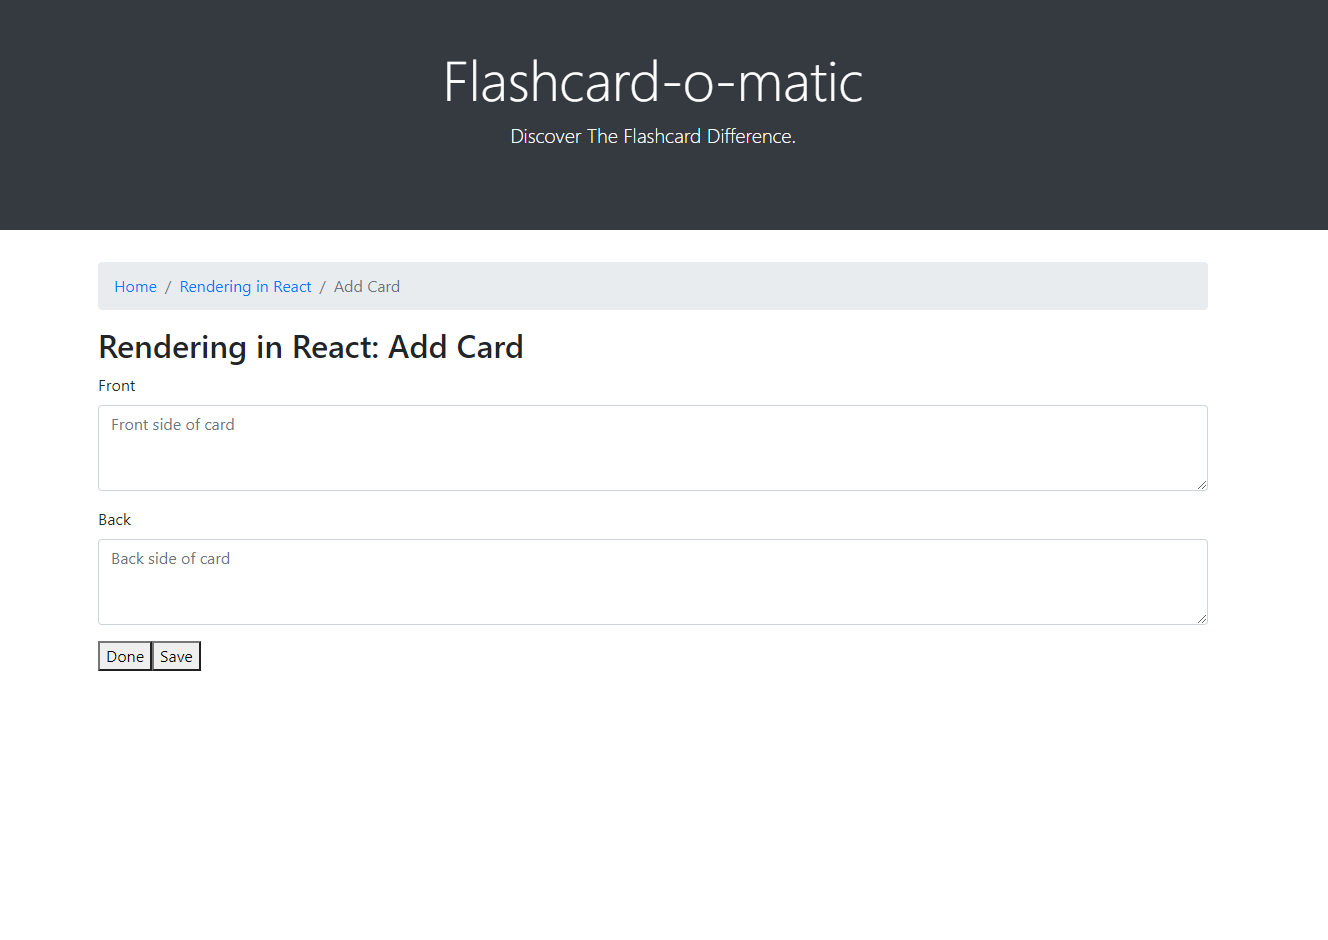 Flashcard-o-matic
Discover The Flashcard Difference.
Home / Rendering in React / Add Card
Rendering in React: Add Card
Front
Front side of card
Back
Back side of card
Done Save